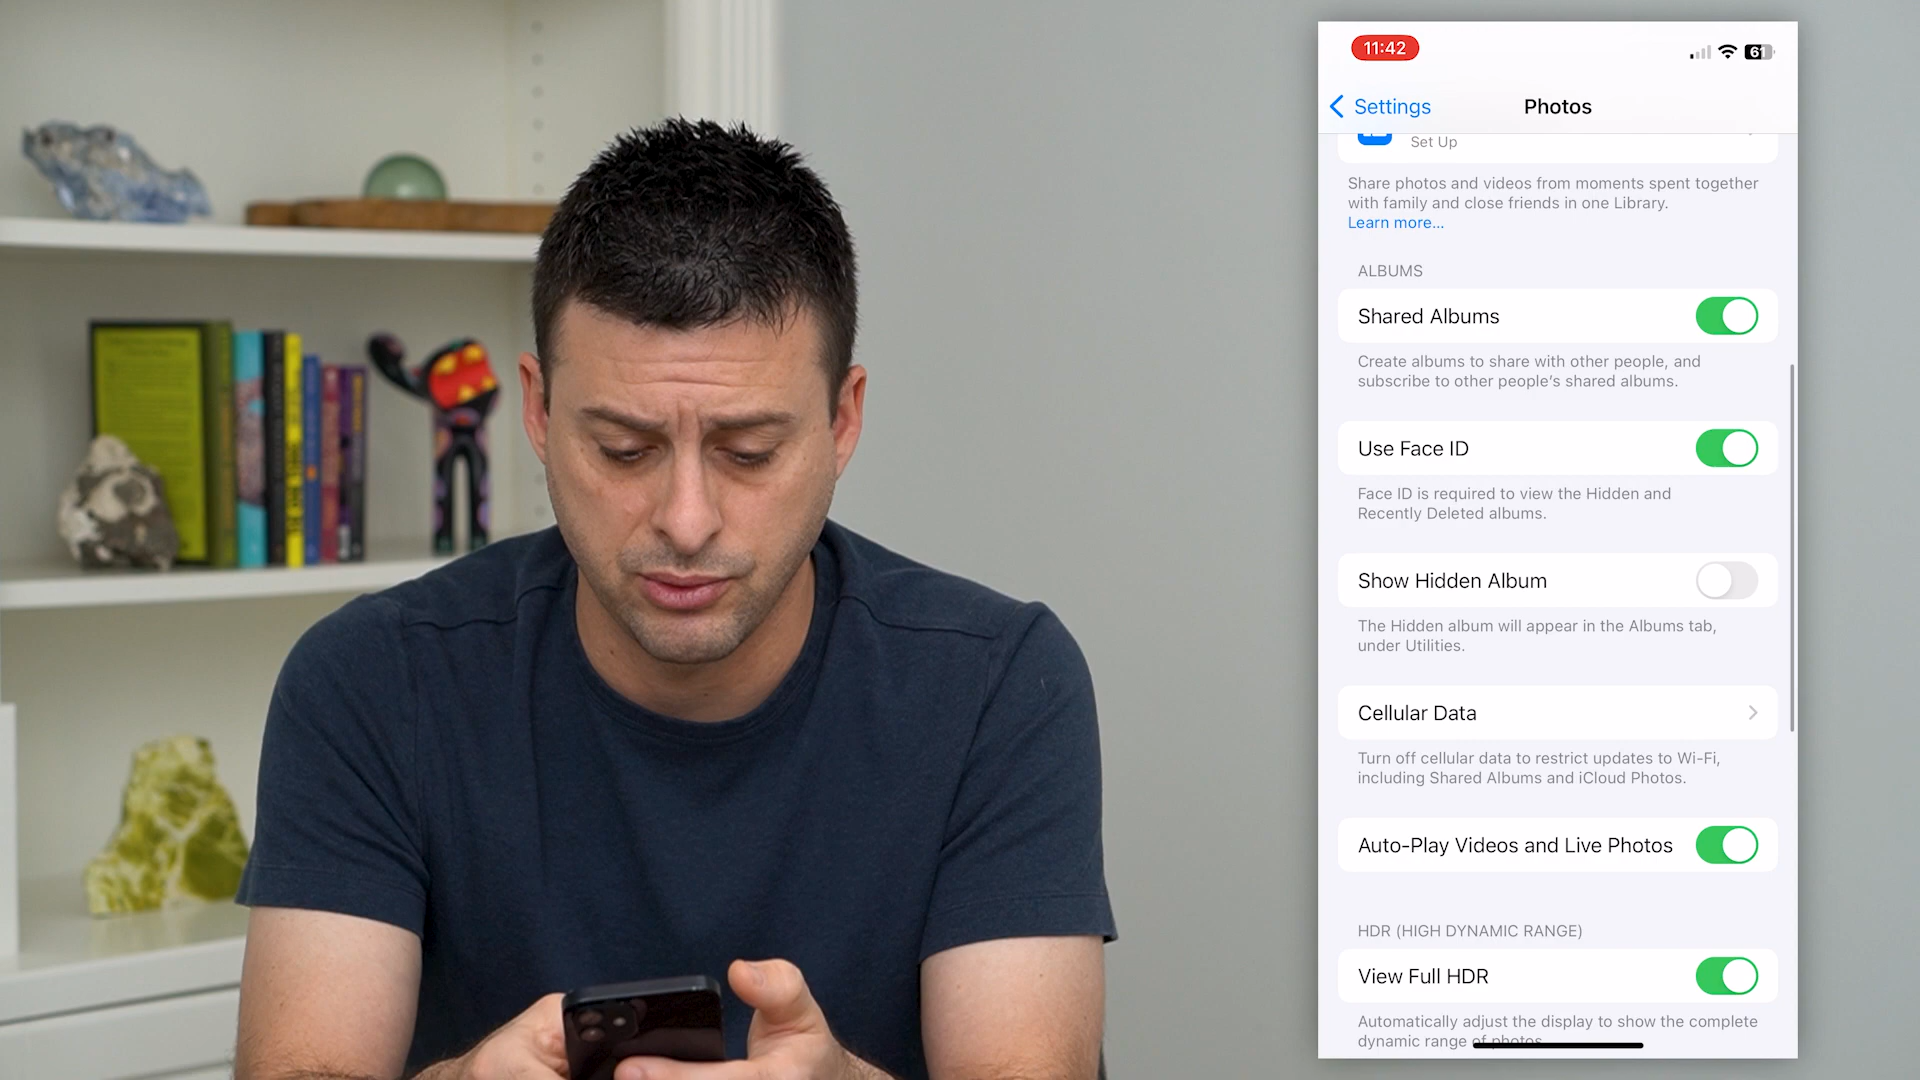 11:42
61
Settings
Photos
Set Up
Share photos and videos from moments spent together
with family and close friends in one Library.
Learn more...
ALBUMS
Shared Albums
Create albums to share with other people, and
subscribe to other people's shared albums.
Use Face ID
Face ID is required to view the Hidden and
Recently Deleted albums.
Show Hidden Album
The Hidden album will appear in the Albums tab,
under Utilities.
Cellular Data
Turn off cellular data to restrict updates to Wi-Fi,
including Shared Albums and iCloud Photos.
Auto-Play Videos and Live Photos
HDR (HIGH DYNAMIC RANGE)
View Full HDR
Automatically adjust the display to show the complete
dynamic range of photos.